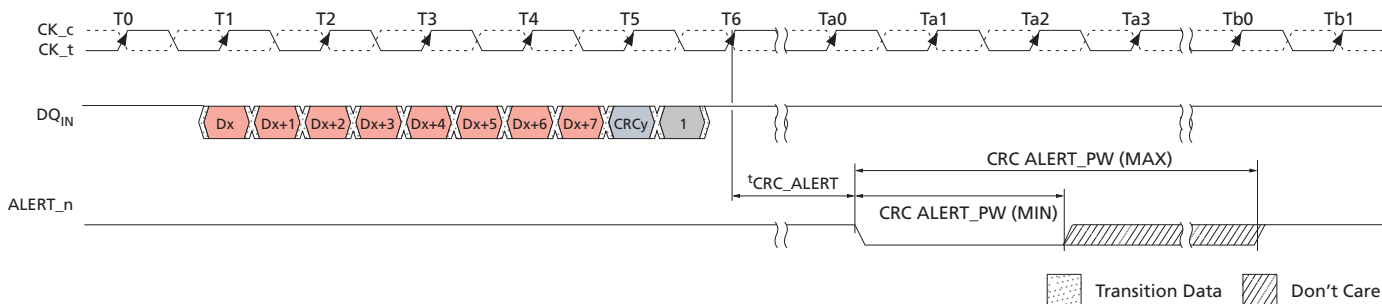 T0 T1 T2 T3 T4 T5 T6 Ta0 Ta1 Ta2 Ta3 Tb0 Tb1
CK_c
CK_t
DQIN
Dx Dx+1 Dx+2 Dx+3 Dx+4 Dx+5 Dx+6 Dx+7 CRCy 1
CRC ALERT_PW (MAX)
tCRC_ALERT
CRC ALERT_PW (MIN)
ALERT_n
Transition Data Don't Care